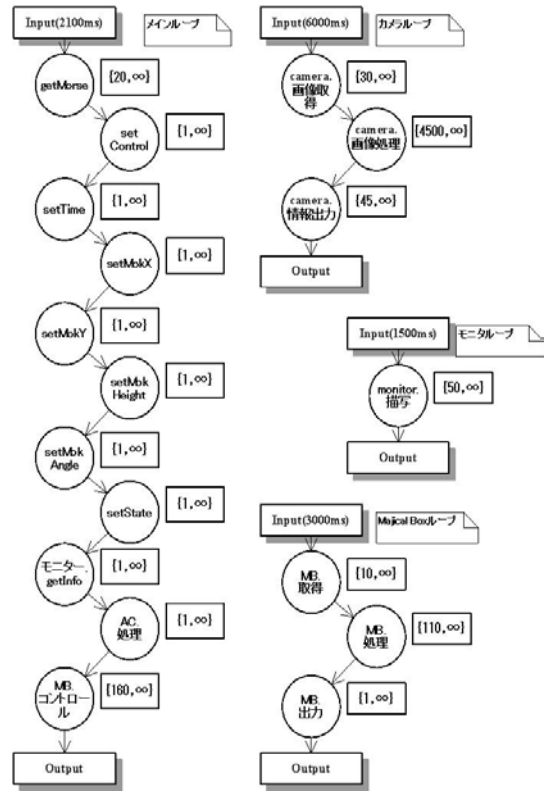 Input(2100ms)
メインループ
getMorse
{20,∞}
set
Control
{1,∞}
setTime
{1,∞}
setMbkX
{1,∞}
setMbkY
{1,∞}
setMbk
Height
{1,∞}
setMbk
Angle
{1,∞}
setState
{1,∞}
モニター.
getInfo
{1,∞}
AC.
処理
{1,∞}
MB.
コントロー
ル
{160,∞}
Output
Input(6000ms)
カメラループ
camera.
画像取
得
{30,∞}
camera.
画像処理
{4500,∞}
camera.
情報出力
{45,∞}
Output
Input(1500ms)
モニタループ
monitor.
描写
{50,∞}
Output
Input(3000ms)
Majical Boxループ
MB.
取得
{10,∞}
MB.
処理
{110,∞}
MB.
出力
{1,∞}
Output